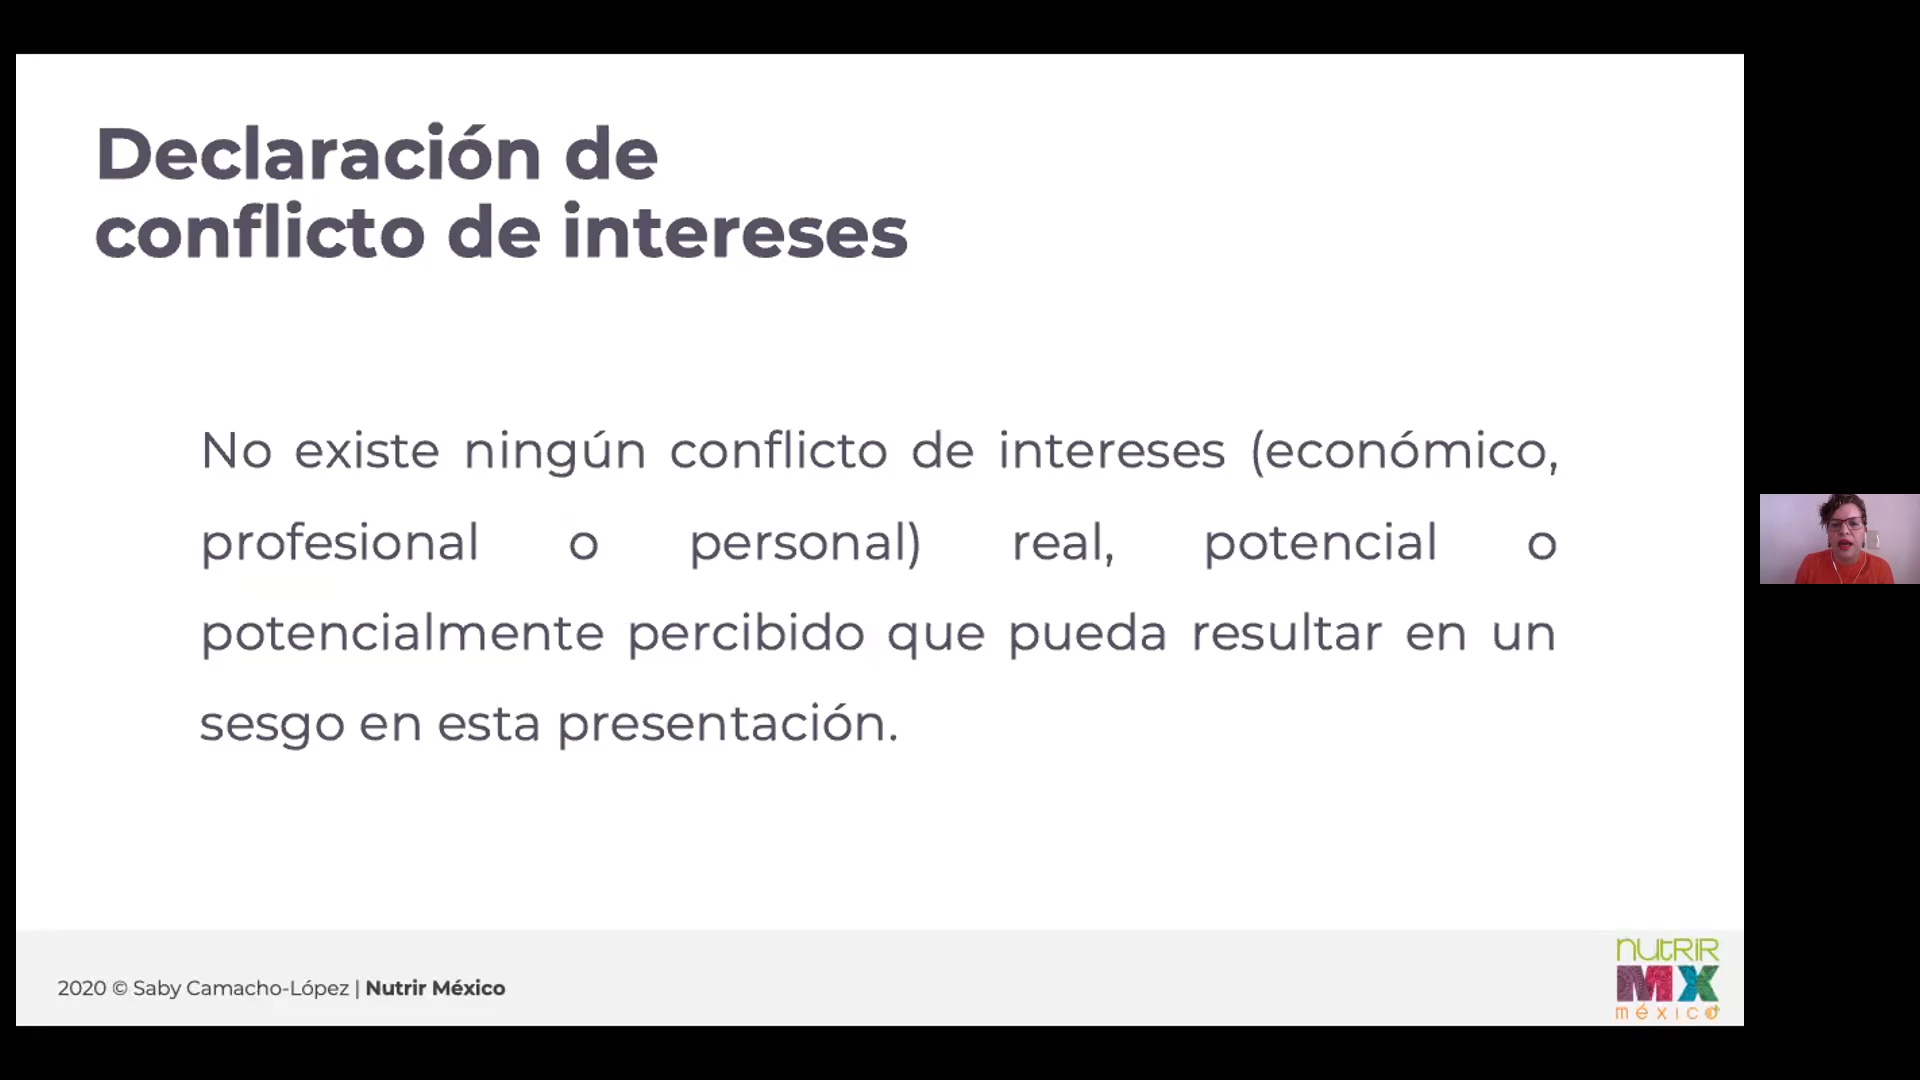 Declaración de
conflicto de intereses
No existe ningún conflicto de intereses (económico,
profesional o personal) real, potencial o
potencialmente percibido que pueda resultar en un
sesgo en esta presentación.
2020 © Saby Camacho-López | Nutrir México
nutRiR
MX
méxico